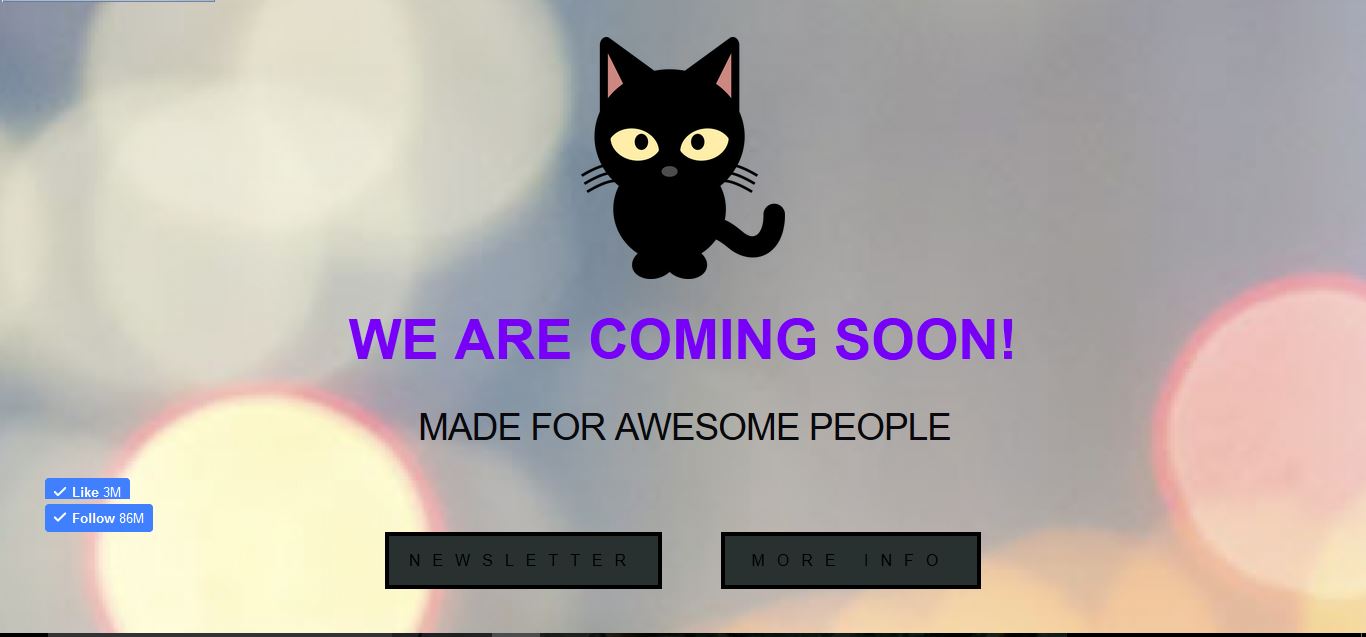 WE ARE COMING SOON!
MADE FOR AWESOME PEOPLE
Like 3M
Follow 86M
NEWSLETTER
MORE INFO